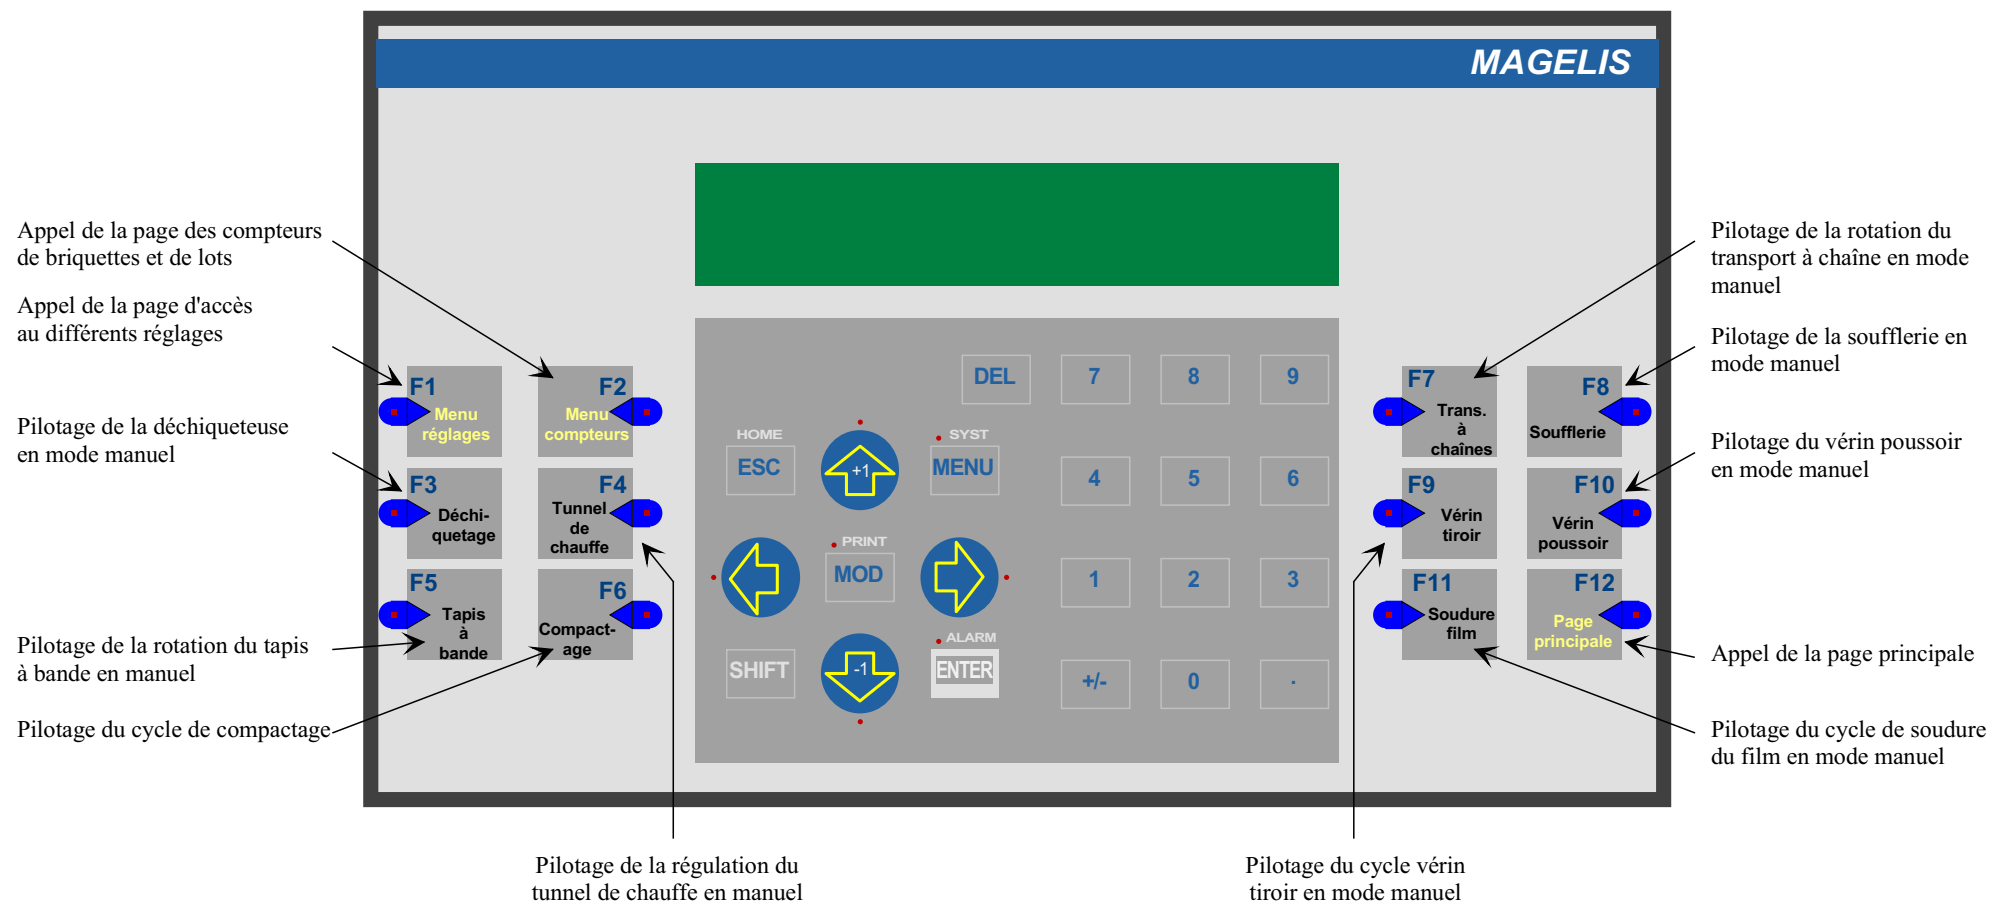 MAGELIS
Appel de la page des compteurs
de briquettes et de lots
Appel de la page d'accès
au différents réglages
Pilotage de la déchiqueteuse
en mode manuel
Pilotage de la rotation du tapis
à bande en manuel
Pilotage du cycle de compactage
F1
Menu
réglages
F2
Menu
compteurs
F3
Déchi-
quetage
F4
Tunnel
de
chauffe
F5
Tapis
à
bande
F6
Compact-
age
DEL
7
8
9
HOME
ESC
+1
SYST
MENU
4
5
6
PRINT
MOD
1
2
3
SHIFT
-1
ALARM
ENTER
+/-
0
.
F7
Trans.
à
chaînes
F8
Soufflerie
F9
Vérin
tiroir
F10
Vérin
poussoir
F11
Soudure
film
F12
Page
principale
Pilotage de la rotation du
transport à chaîne en mode
manuel
Pilotage de la soufflerie en
mode manuel
Pilotage du vérin poussoir
en mode manuel
Appel de la page principale
Pilotage du cycle de soudure
du film en mode manuel
Pilotage de la régulation du
tunnel de chauffe en manuel
Pilotage du cycle vérin
tiroir en mode manuel